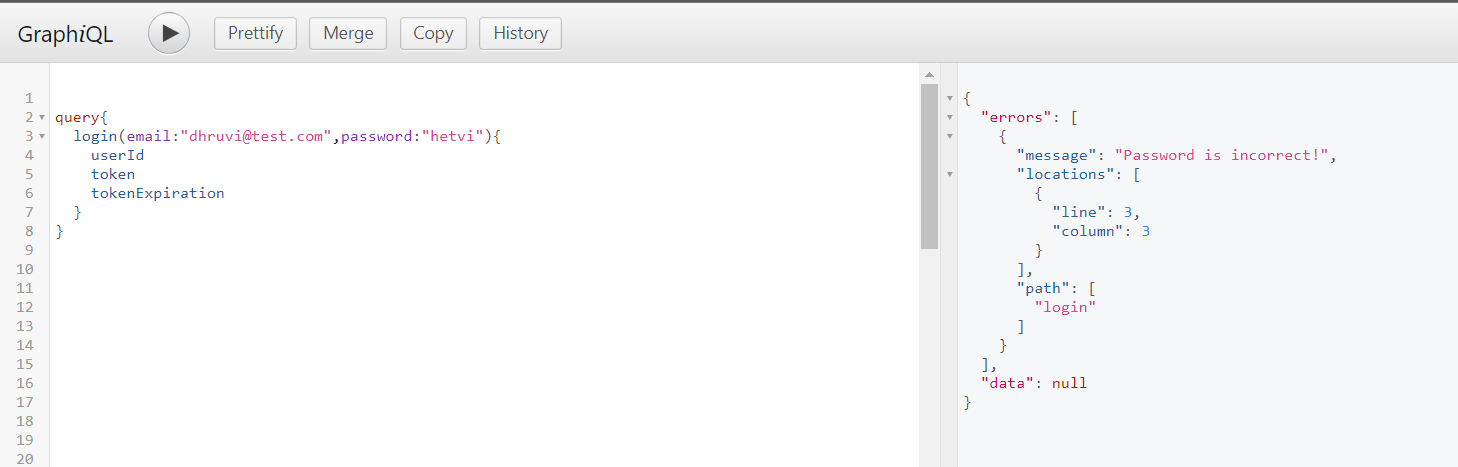 GraphiQL Prettify Merge Copy History
1
2 query{
3 login(email:"dhruvi@test.com",password:"hetvi"){
4 userId
5 token
6 tokenExpiration
7 }
8 }
9
10
11
12
13
14
15
16
17
18
19
20
{
"errors": [
{
"message": "Password is incorrect!",
"locations": [
{
"line": 3,
"column": 3
}
],
"path": [
"login"
]
}
],
"data": null
}